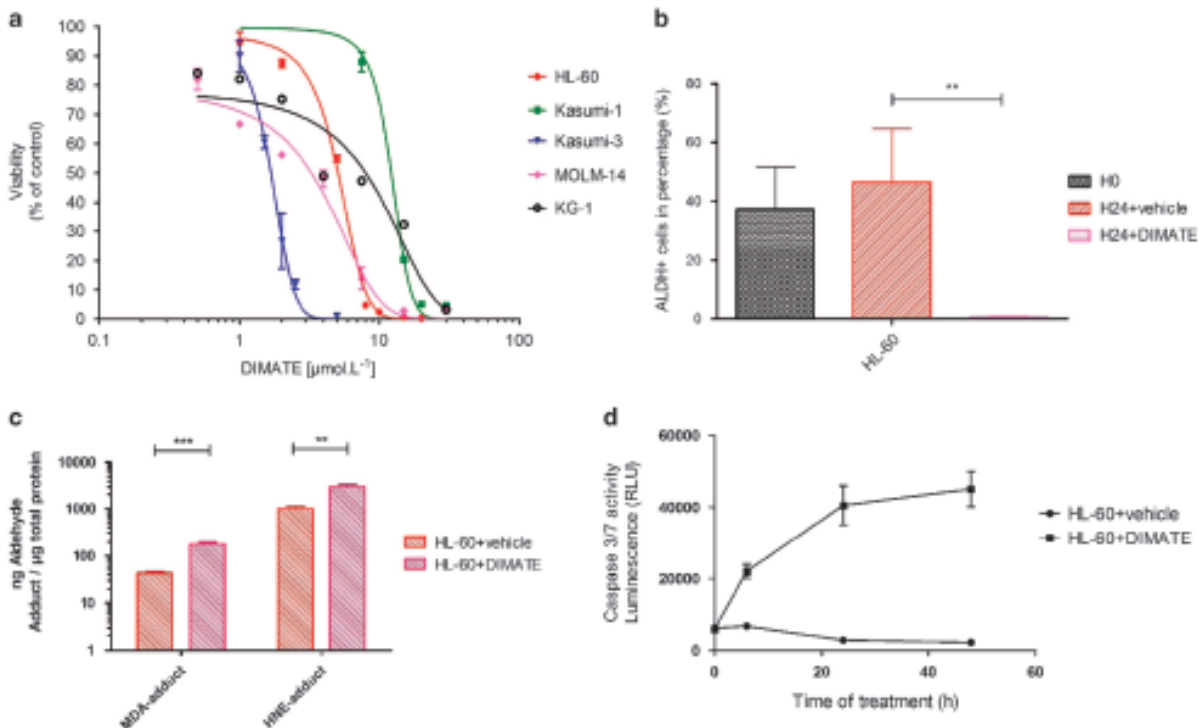 a
100
90
80
70
60
50
40
30
20
10
0
Viability
(% of control)
0.1
1
10
100
DIMATE [µmol.L⁻¹]
HL-60
Kasumi-1
Kasumi-3
MOLM-14
KG-1
b
**
80
60
40
20
0
ALDH+ cells in percentage (%)
HL-60
H0
H24+vehicle
H24+DIMATE
c
***
**
10000
1000
100
10
1
ng Aldehyde
Adduct / µg total protein
MDA-adduct
HNE-adduct
HL-60+vehicle
HL-60+DIMATE
d
60000
40000
20000
0
Caspase 3/7 activity
Luminescence (RLU)
0
20
40
60
Time of treatment (h)
HL-60+vehicle
HL-60+DIMATE